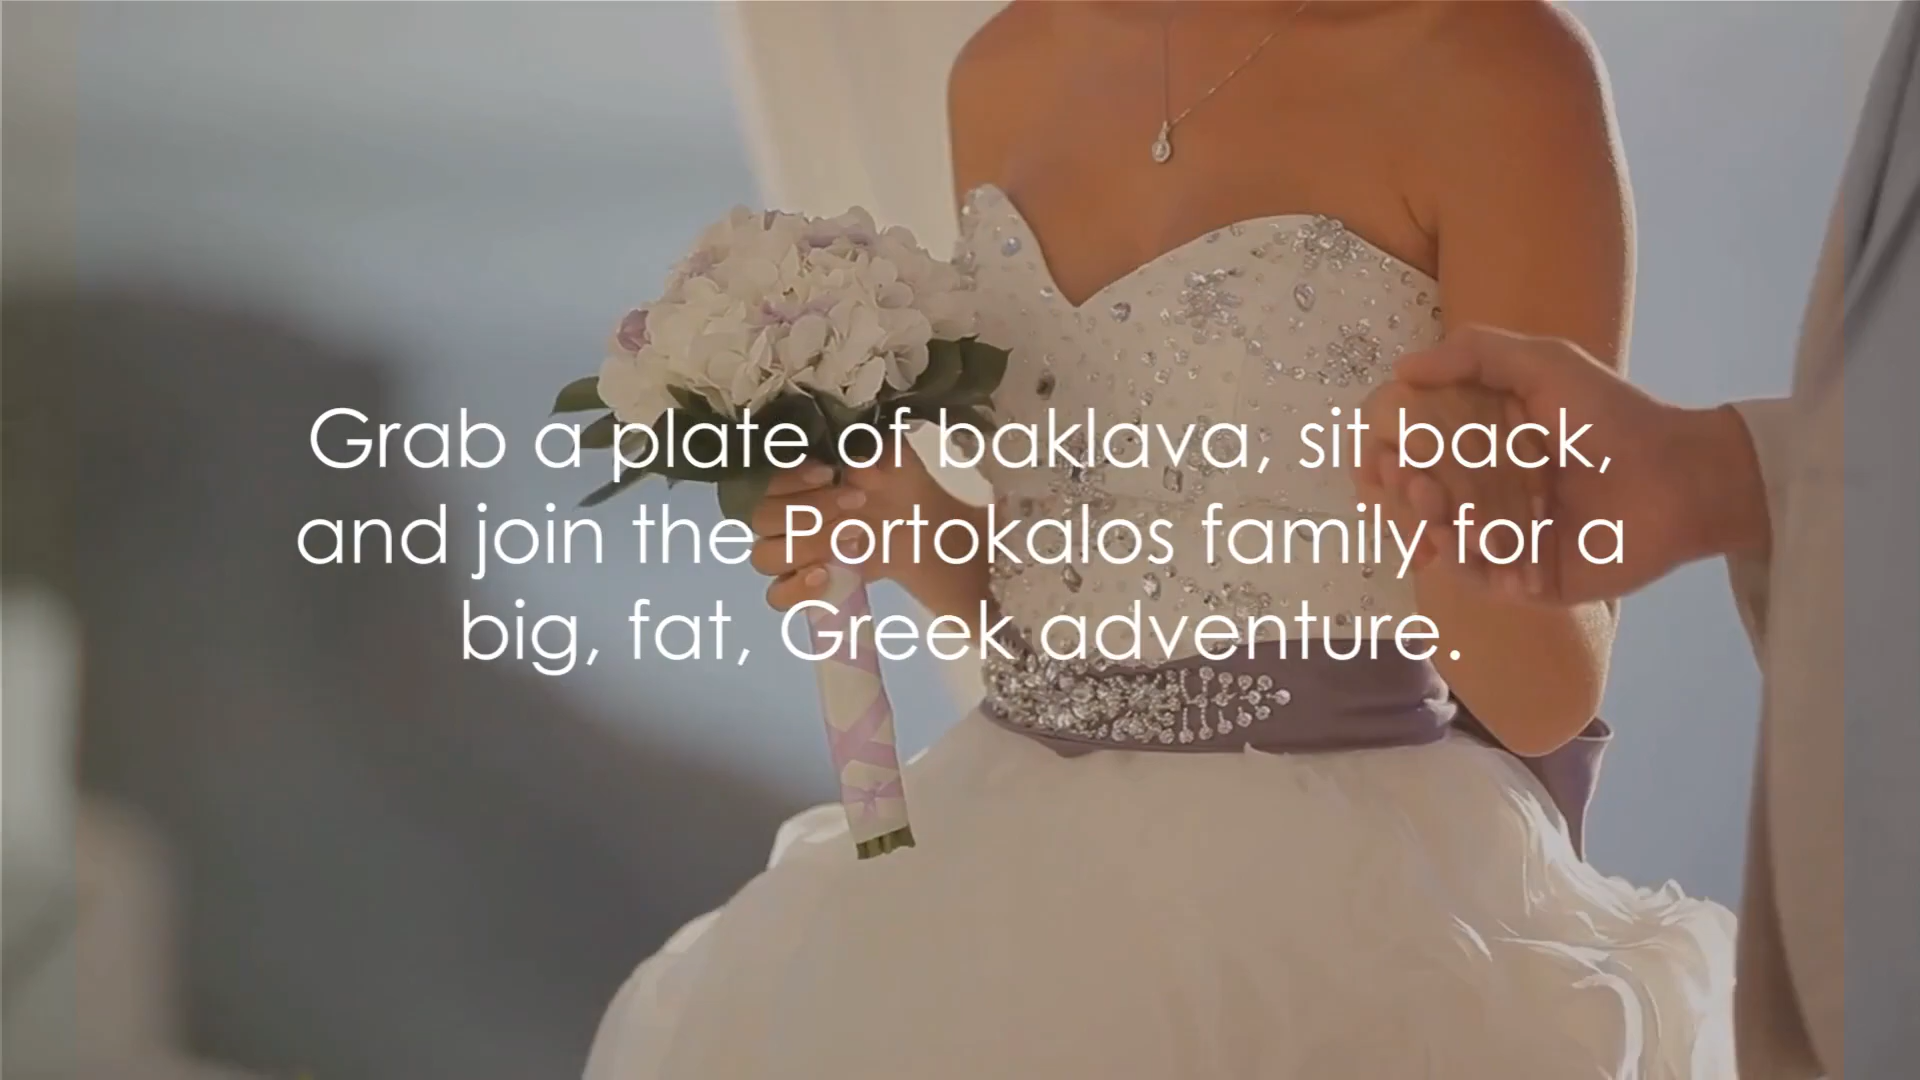 Grab a plate of baklava, sit back,
and join the Portokalos family for a
big, fat, Greek adventure.